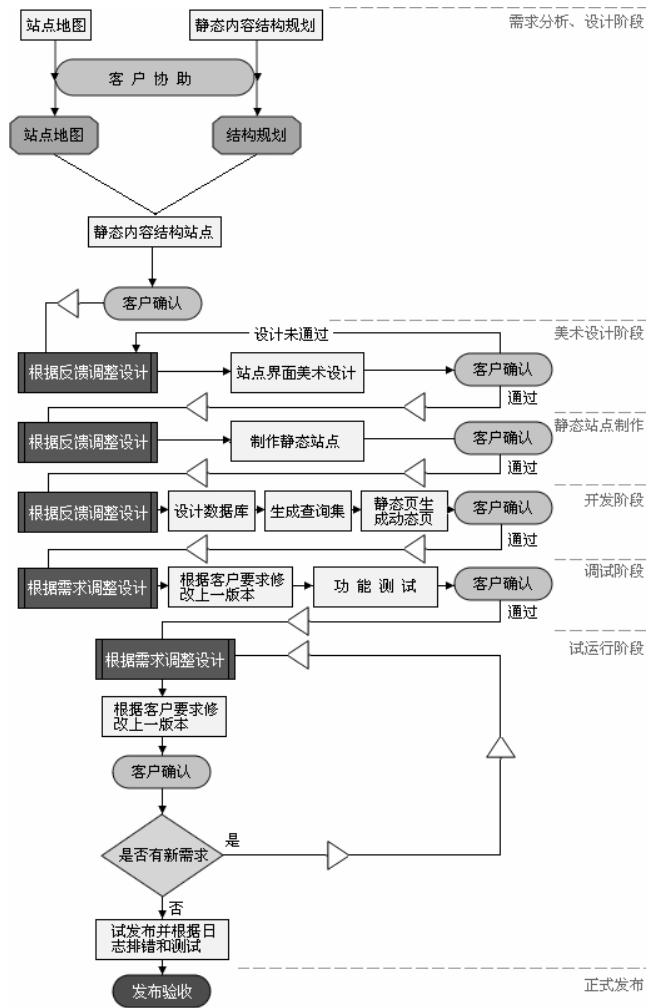 站点地图
静态内容结构规划
需求分析、设计阶段
客户协助
站点地图
结构规划
静态内容结构站点
客户确认
设计未通过
美术设计阶段
根据反馈调整设计
站点界面美术设计
客户确认
通过
静态站点制作
根据反馈调整设计
制作静态站点
客户确认
通过
开发阶段
根据反馈调整设计
设计数据库
生成查询集
静态页生
成动态页
客户确认
通过
调试阶段
根据需求调整设计
根据客户要求修
改上一版本
功能测试
客户确认
通过
试运行阶段
根据需求调整设计
根据客户要求修
改上一版本
客户确认
是否有新需求
是
否
试发布并根据日
志排错和测试
发布验收
正式发布